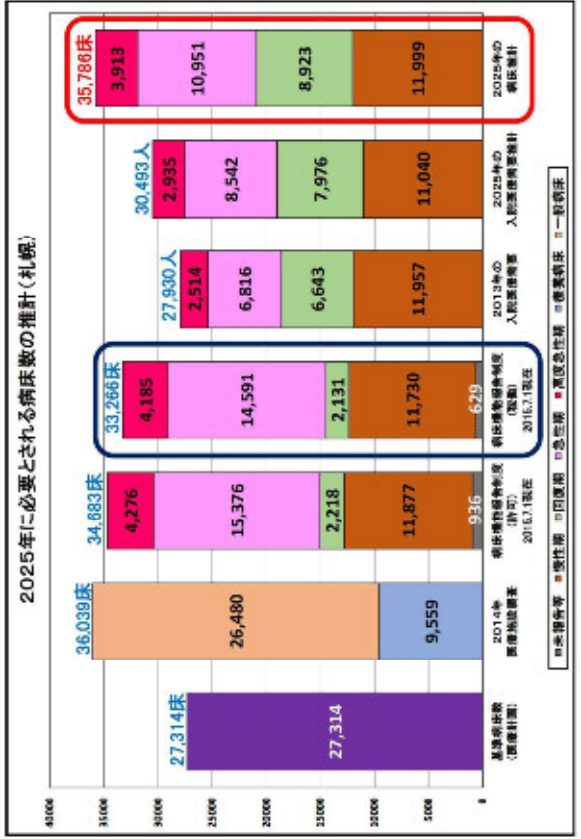 2025年に必要とされる病床数の推計(札幌)
40000
35000
30000
25000
20000
15000
10000
5000
0
27,314床
27,314
基準病床数
(医療計画)
36,039床
26,480
9,559
2014年
医療施設調査
34,683床
4,276
15,376
2,218
11,877
936
病床機能報告制度
(許可)
2015.7.1現在
33,266床
4,185
14,591
2,131
11,730
629
病床機能報告制度
(稼働)
2015.7.1現在
27,930人
2,514
6,816
6,643
11,957
2013年の
入院医療需要
30,493人
2,935
8,542
7,976
11,040
2025年の
入院医療需要推計
35,786床
3,913
10,951
8,923
11,999
2025年の
病床推計
■未報告等 ■慢性期 ■回復期 ■急性期 ■高度急性期 ■療養病床 ■一般病床